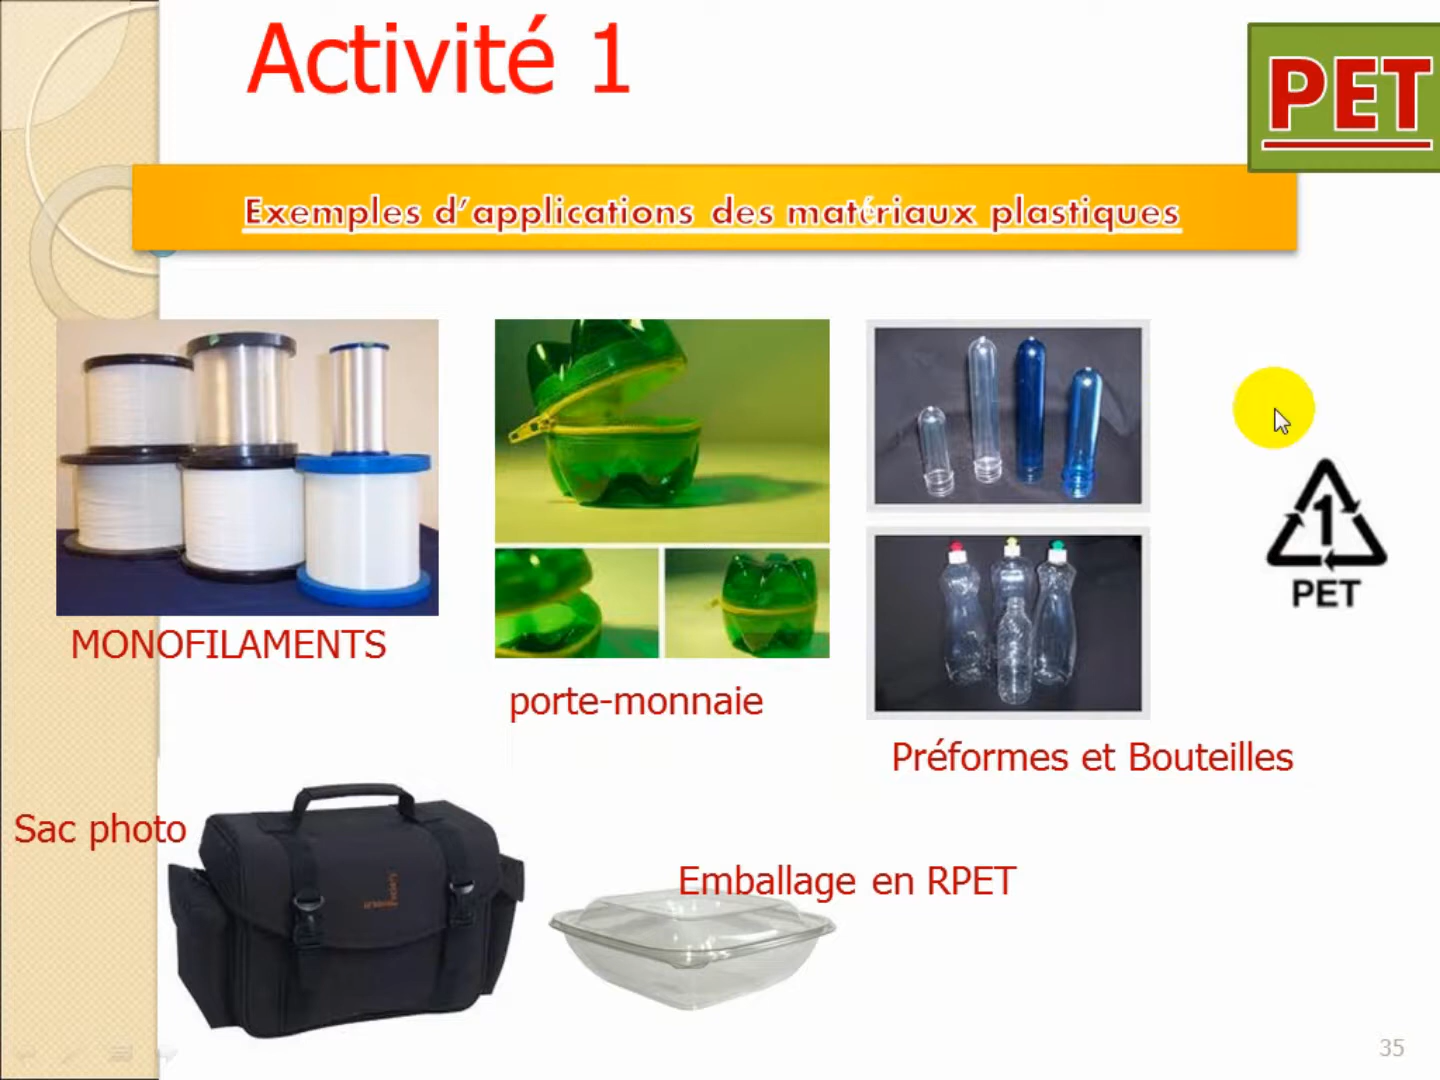 Activité 1
PET
Exemples d'applications des matériaux plastiques
MONOFILAMENTS
porte-monnaie
Préformes et Bouteilles
1
PET
Sac photo
Emballage en RPET
35